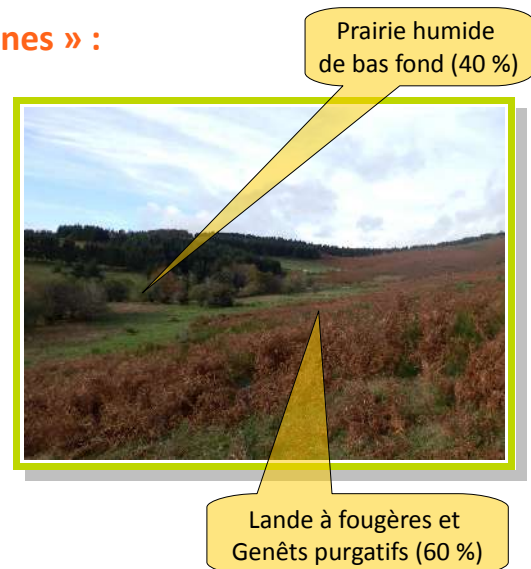 nes » :
Prairie humide
de bas fond (40 %)
Lande à fougères et
Genêts purgatifs (60 %)